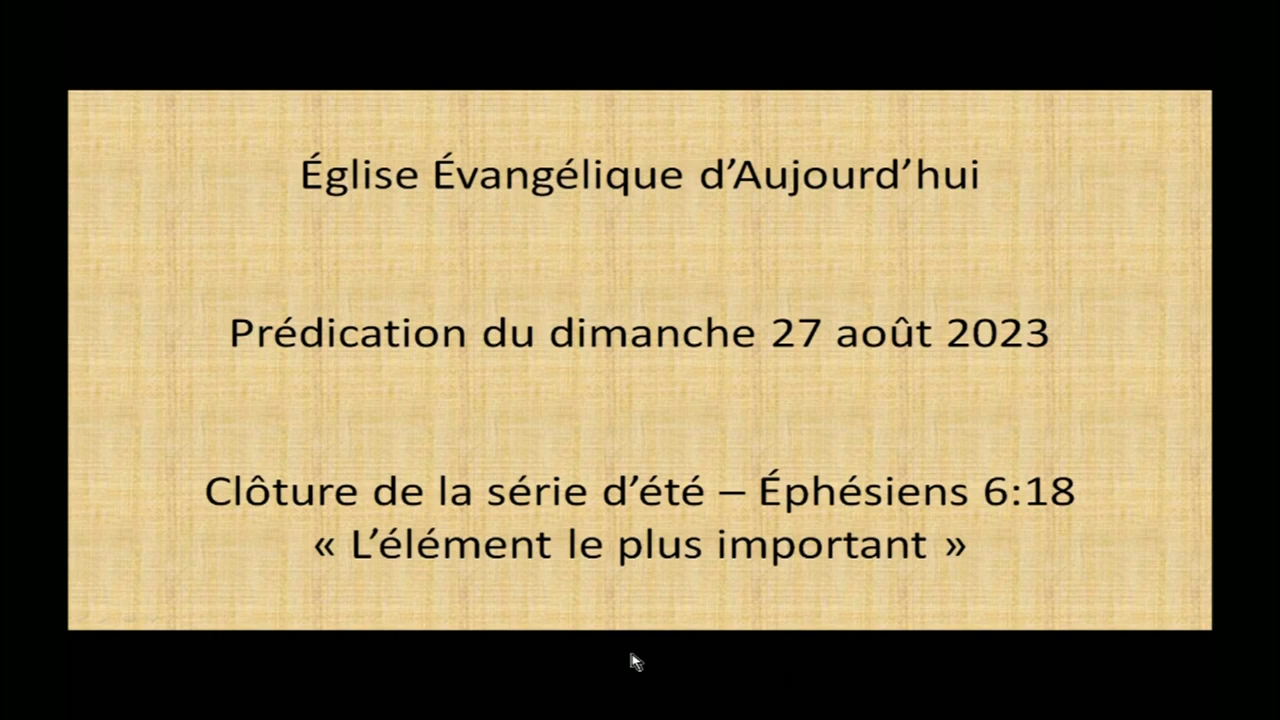 Église Évangélique d’Aujourd’hui
Prédication du dimanche 27 août 2023
Clôture de la série d’été – Éphésiens 6:18
« L’élément le plus important »